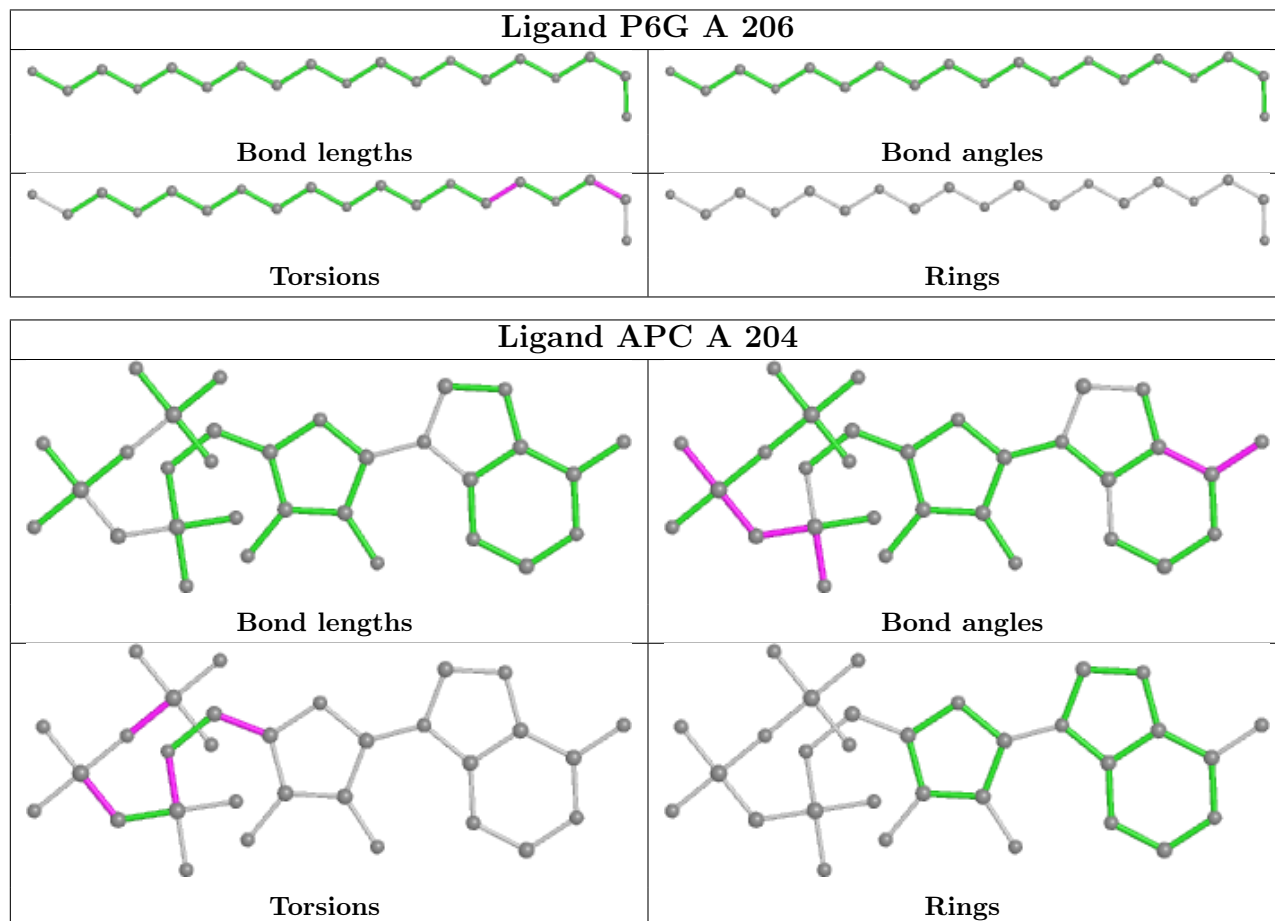 Ligand P6G A 206
Bond lengths
Bond angles
Torsions
Rings
Ligand APC A 204
Bond lengths
Bond angles
Torsions
Rings